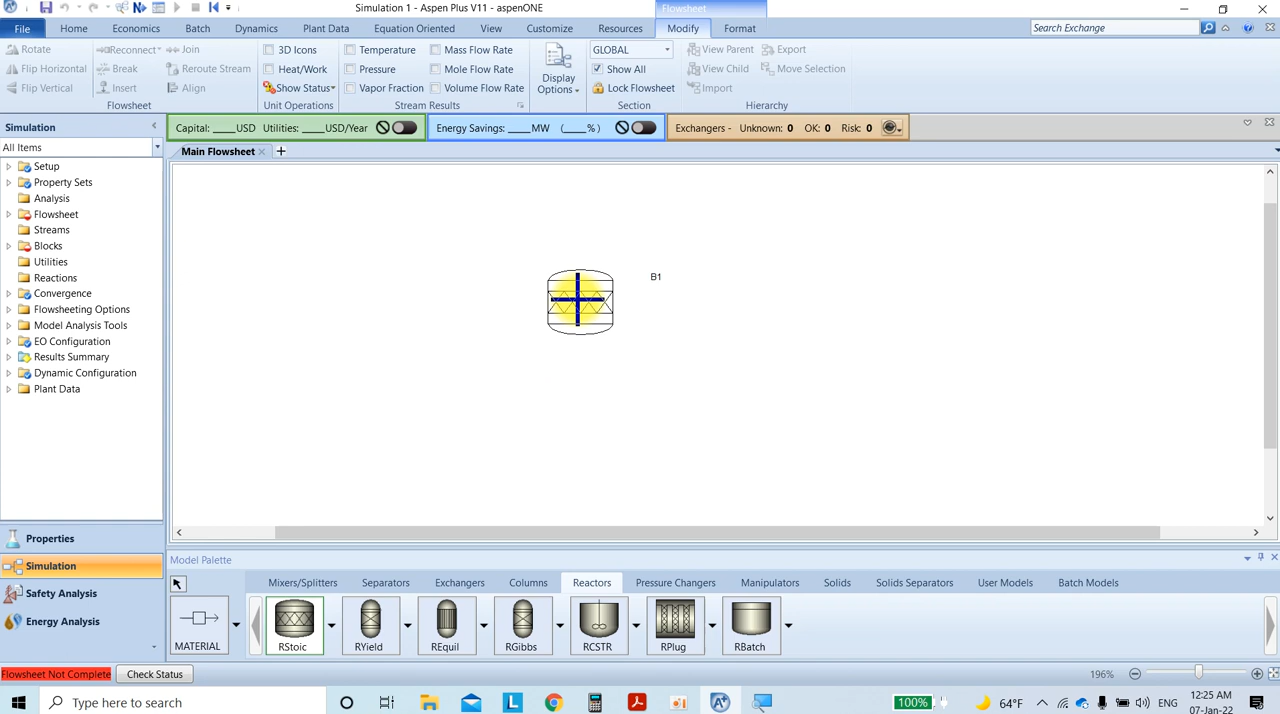 Simulation 1 - Aspen Plus V11 - aspenONE
Flowsheet
File Home Economics Batch Dynamics Plant Data Equation Oriented View Customize Resources Modify Format Search Exchange
Rotate Reconnect Join 3D Icons Temperature Mass Flow Rate GLOBAL View Parent Export
Flip Horizontal Break Reroute Stream Heat/Work Pressure Mole Flow Rate Display Show All View Child Move Selection
Flip Vertical Insert Align Show Status Vapor Fraction Volume Flow Rate Options Lock Flowsheet Import
Flowsheet Unit Operations Stream Results Section Hierarchy
Simulation Capital: ____USD Utilities: ____USD/Year Energy Savings: ____MW (____%) Exchangers - Unknown: 0 OK: 0 Risk: 0
All Items
Main Flowsheet
Setup
Property Sets
Analysis
Flowsheet
Streams
Blocks
Utilities
Reactions
Convergence
Flowsheeting Options
Model Analysis Tools
EO Configuration
Results Summary
Dynamic Configuration
Plant Data
B1
Properties
Simulation
Safety Analysis
Energy Analysis
Model Palette
Mixers/Splitters Separators Exchangers Columns Reactors Pressure Changers Manipulators Solids Solids Separators User Models Batch Models
MATERIAL RStoic RYield REquil RGibbs RCSTR RPlug RBatch
Flowsheet Not Complete Check Status 196%
Type here to search 100% 64°F ENG 12:25 AM
07-Jan-22